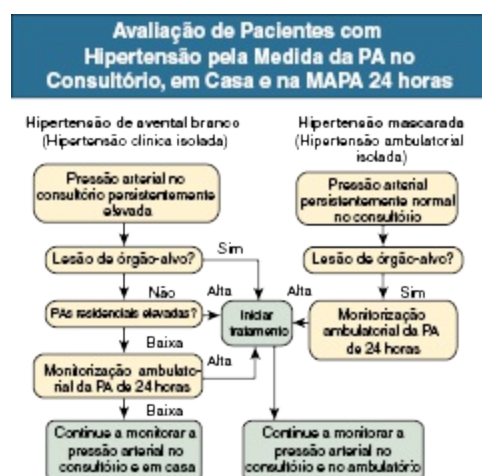 Avaliação de Pacientes com
Hipertensão pela Medida da PA no
Consultório, em Casa e na MAPA 24 horas
Hipertensão de avental branco
(Hipertensão clínica isolada)
Pressão arterial no
consultório persistentemente
elevada
Lesão de órgão-alvo?
Sim
Não
PAs residenciais elevadas?
Alta
Baixa
Monitorização ambulato-
rial da PA de 24 horas
Alta
Baixa
Continue a monitorar a
pressão arterial no
consultório e em casa
Iniciar
tratamento
Hipertensão mascarada
(Hipertensão ambulatorial
isolada)
Pressão arterial
persistentemente normal
no consultório
Lesão de órgão-alvo?
Sim
Alta
Monitorização
ambulatorial da PA
de 24 horas
Continue a monitorar a
pressão arterial no
consultório e no ambulatório